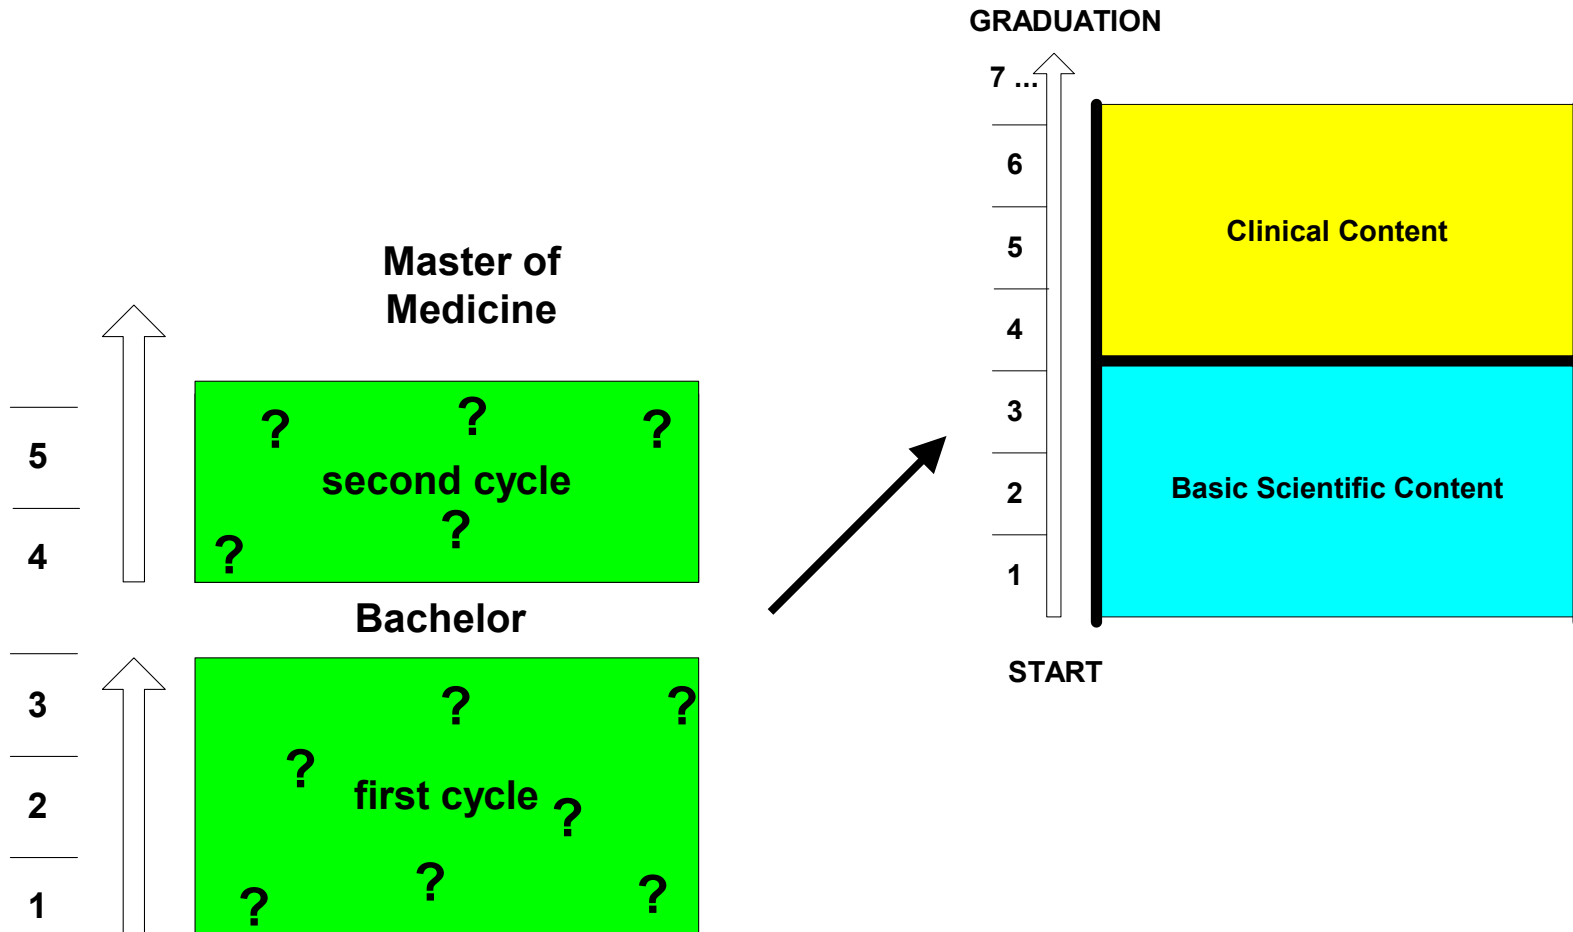 Master of
Medicine
5
?
?
?
second cycle
?
?
4
Bachelor
3
?
?
?
2
first cycle
?
?
?
?
1
GRADUATION
7 ...
6
5
Clinical Content
4
3
2
Basic Scientific Content
1
START